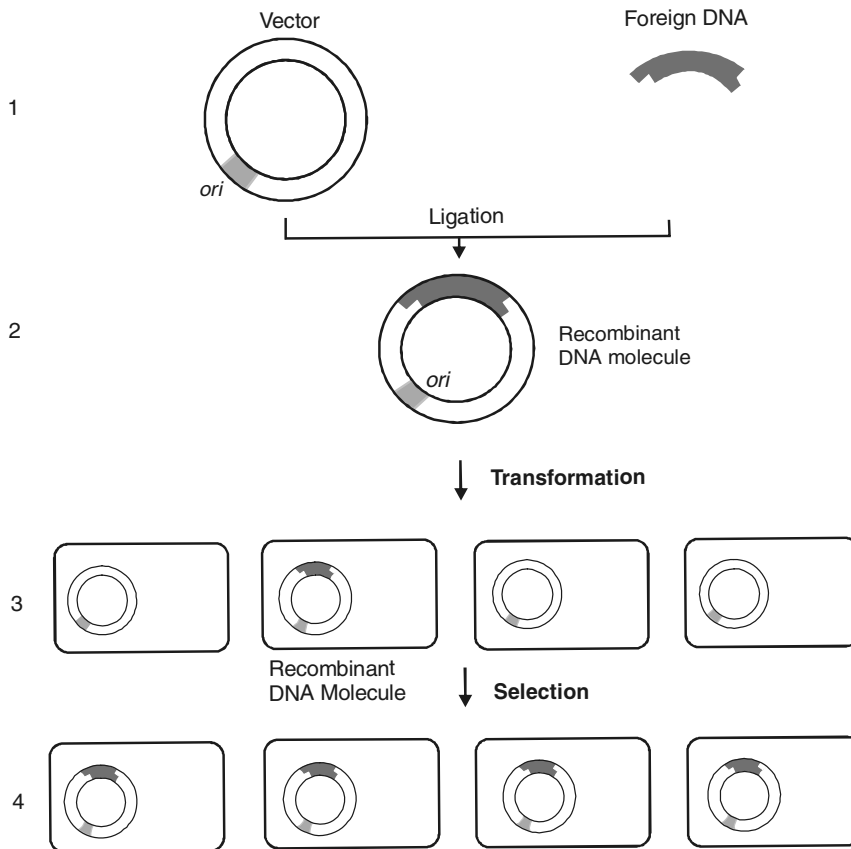 Vector
Foreign DNA
1
ori
Ligation
2
Recombinant
DNA molecule
ori
Transformation
3
Recombinant
DNA Molecule
Selection
4